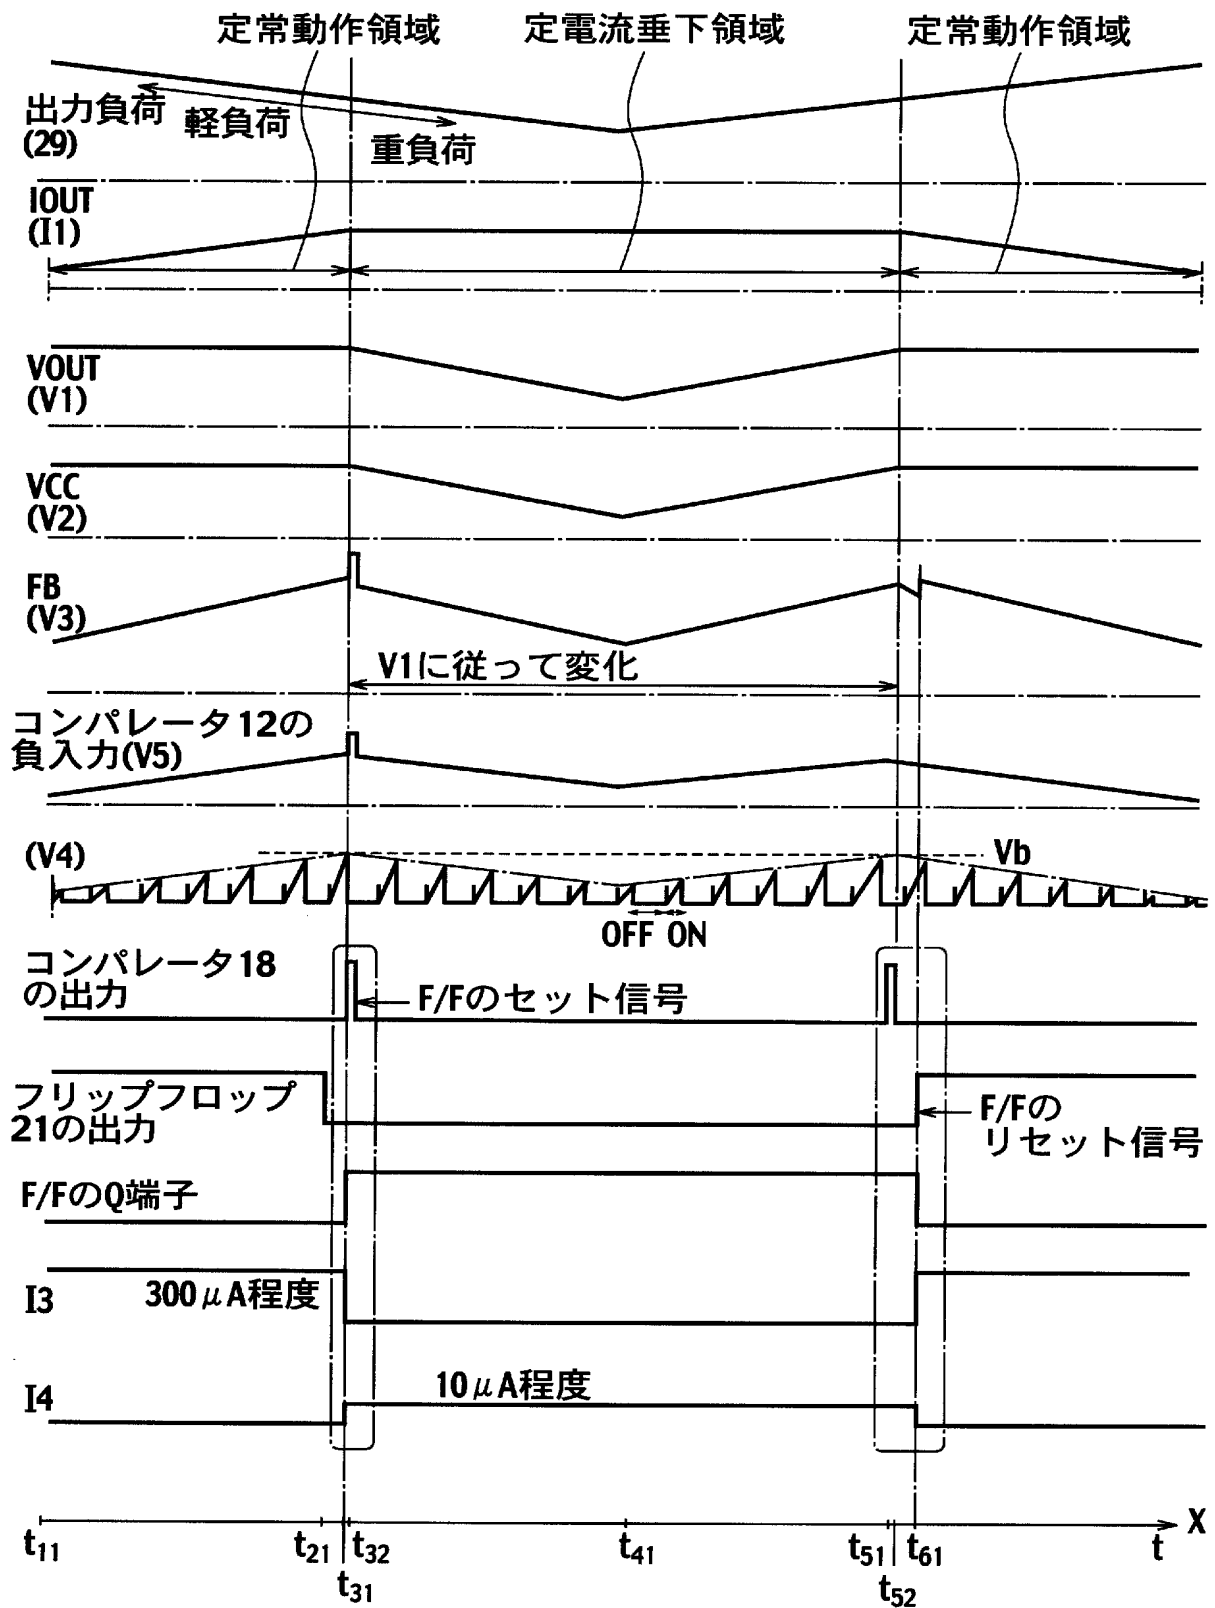 定常動作領域
定電流垂下領域
定常動作領域
出力負荷
(29)
軽負荷
重負荷
IOUT
(I1)
VOUT
(V1)
VCC
(V2)
FB
(V3)
V1に従って変化
コンパレータ12の
負入力(V5)
(V4)
Vb
OFF ON
コンパレータ18
の出力
F/Fのセット信号
フリップフロップ
21の出力
F/Fの
リセット信号
F/FのQ端子
I3
300μA程度
I4
10μA程度
X
t11
t21
t32
t31
t41
t51
t61
t52
t